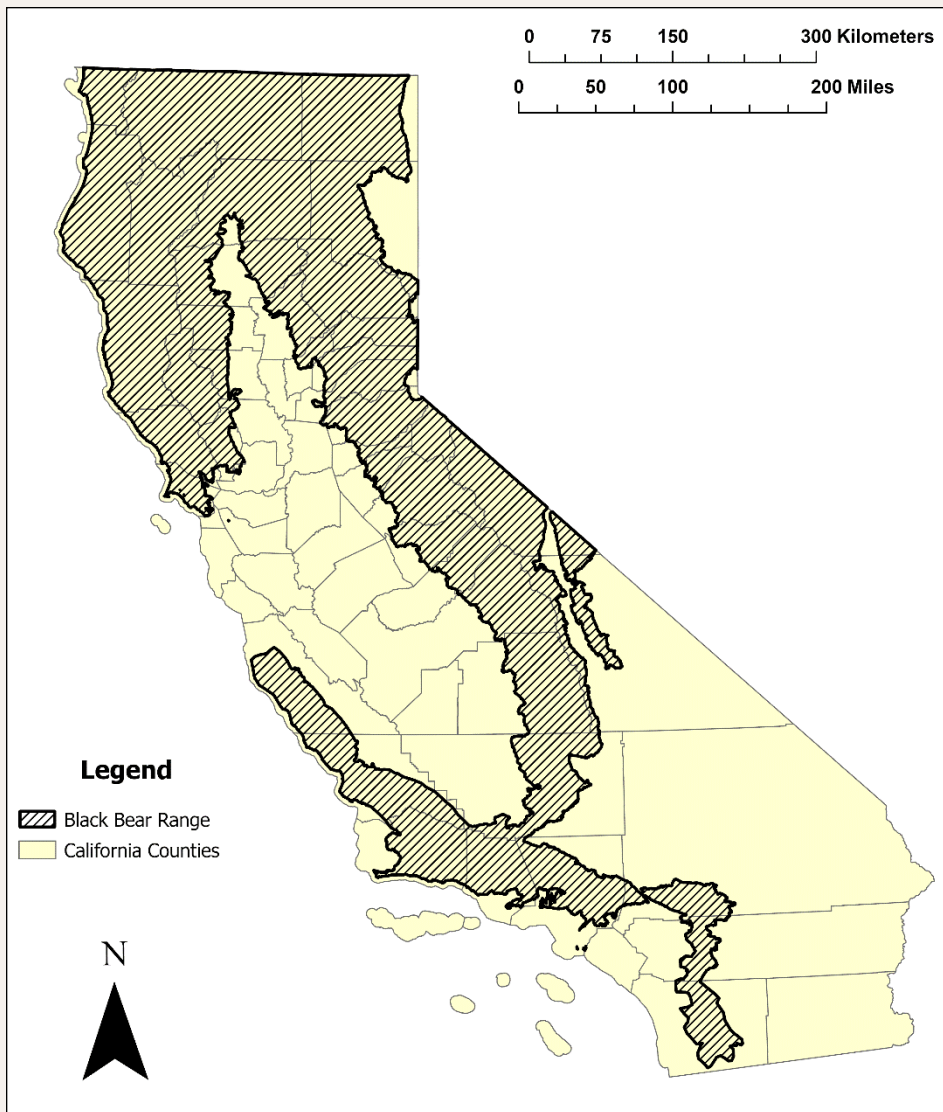 0 75 150 300 Kilometers
0 50 100 200 Miles
Legend
Black Bear Range
California Counties
N